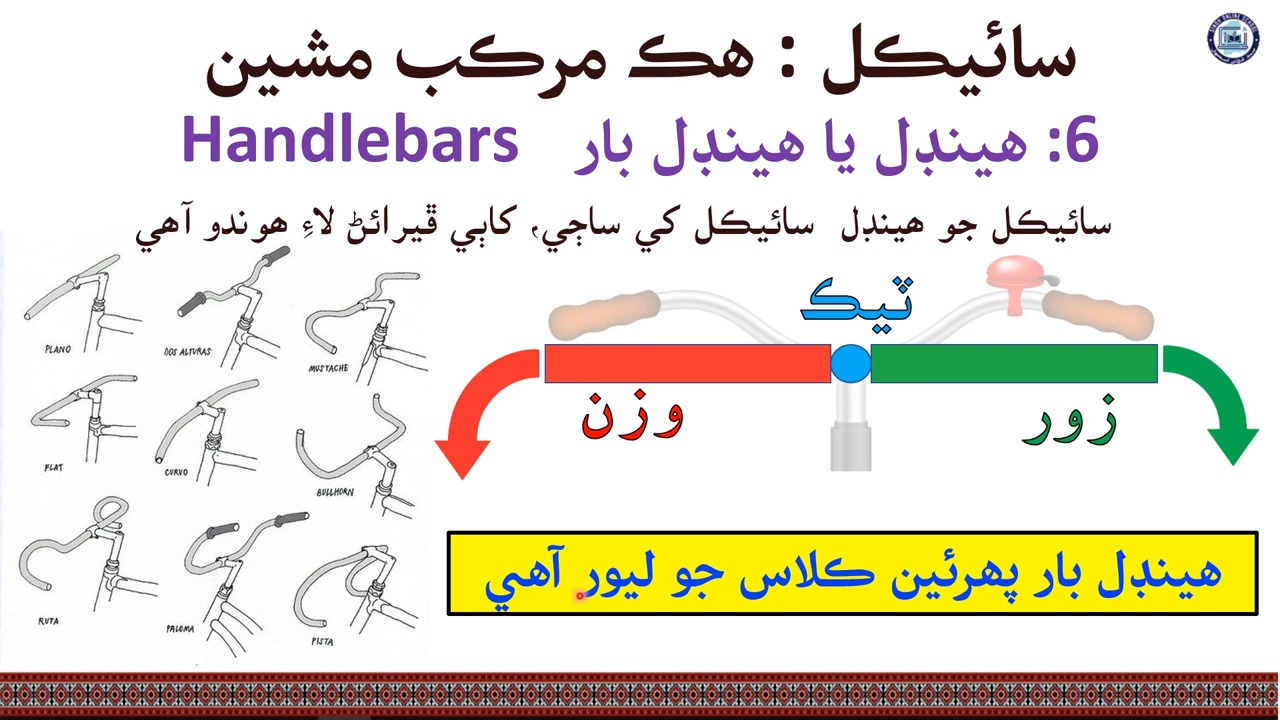 سائيڪل : هڪ مرڪب مشين
6: هينڊل يا هينڊل بار Handlebars
سائيڪل جو هينڊل سائيڪل کي ساڄي، کاٻي ڦيرائڻ لاءِ هوندو آهي
ٽيڪ
وزن
زور
هينڊل بار پهرئين ڪلاس جو ليور آهي
PLANO
DOS ALTURAS
MUSTACHE
FLAT
CURVO
BULLHORN
RUTA
PALOMA
PISTA